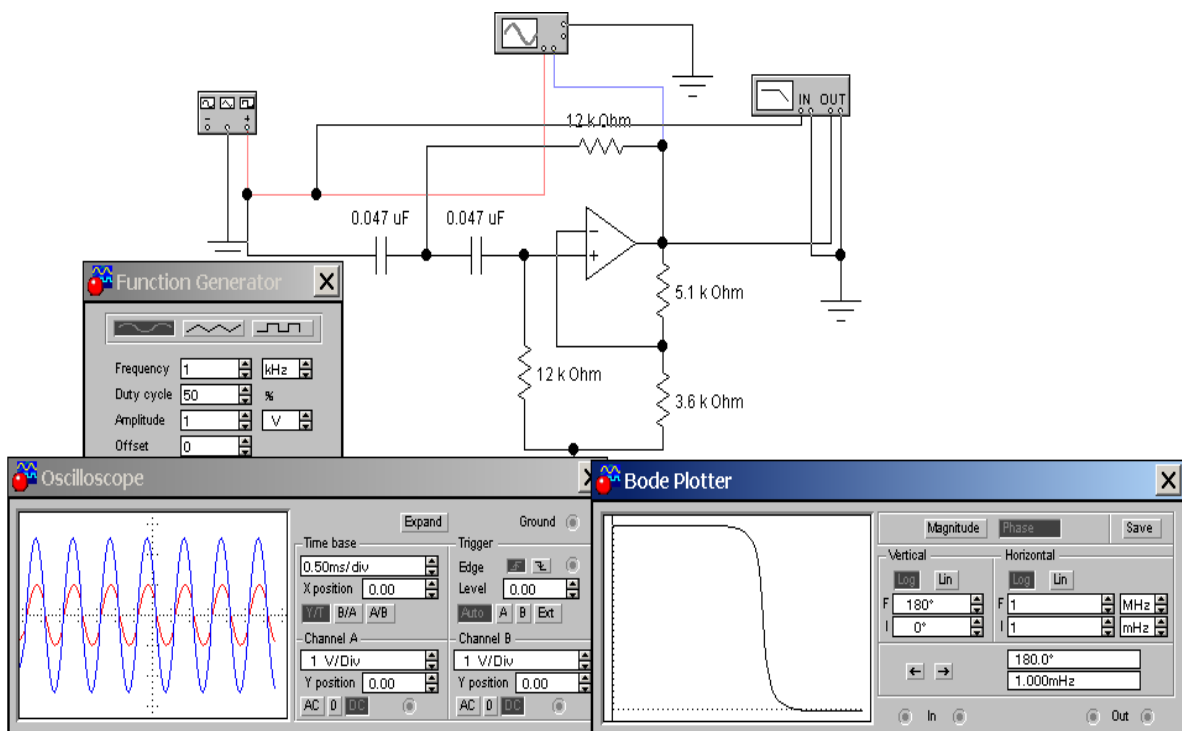 IN OUT
- +
12 k Ohm
0.047 uF 0.047 uF
-
+
5.1 k Ohm
12 k Ohm
3.6 k Ohm
Function Generator X
Frequency 1 kHz
Duty cycle 50 %
Amplitude 1 V
Offset 0
Oscilloscope
Expand Ground
Time base
0.50ms/div
X position 0.00
Y/T B/A A/B
Trigger
Edge
Level 0.00
Auto A B Ext
Channel A
1 V/Div
Y position 0.00
AC 0 DC
Channel B
1 V/Div
Y position 0.00
AC 0 DC
Bode Plotter X
Magnitude Phase Save
Vertical
Log Lin
F 180°
I 0°
Horizontal
Log Lin
F 1 MHz
I 1 mHz
180.0°
1.000mHz
In Out